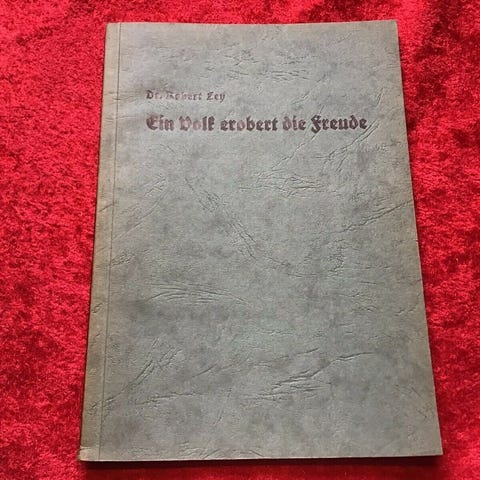 Dr. Robert Ley
Ein Volk erobert die Freude